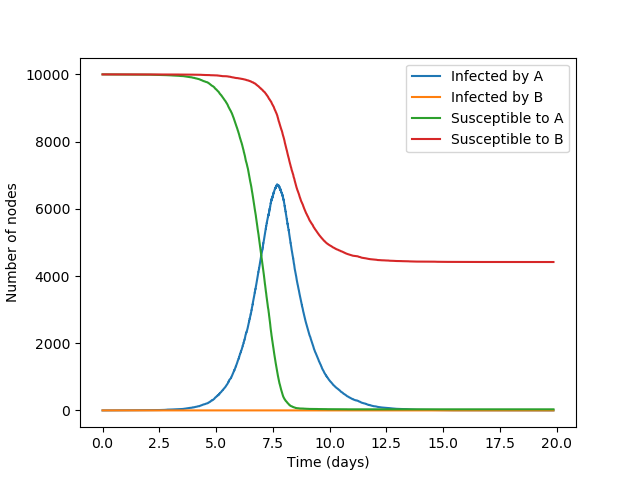 Infected by A
Infected by B
Susceptible to A
Susceptible to B
10000
8000
6000
4000
2000
0
Number of nodes
0.0 2.5 5.0 7.5 10.0 12.5 15.0 17.5 20.0
Time (days)